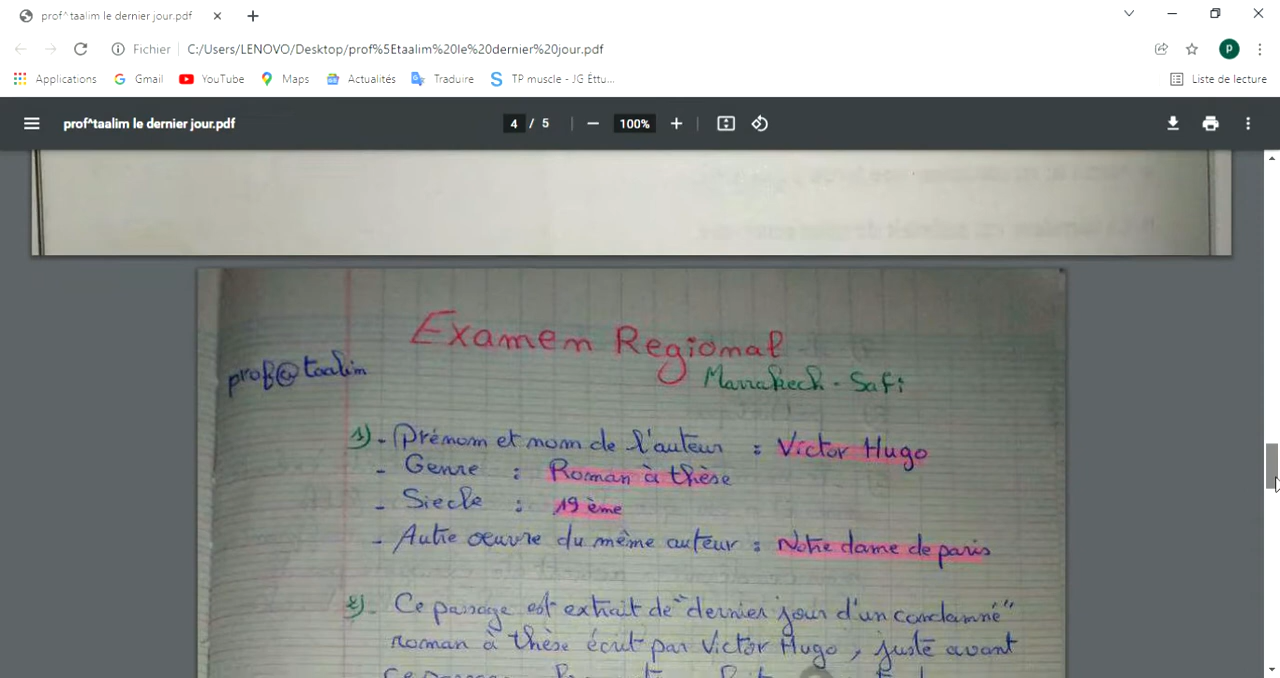 prof^taalim le dernier jour.pdf
Fichier C:/Users/LENOVO/Desktop/prof%5Etaalim%20le%20dernier%20jour.pdf
P
Applications Gmail YouTube Maps Actualités Traduire TP muscle - JG Ettu... Liste de lecture
prof^taalim le dernier jour.pdf 4 / 5 100%
Examen Regional
prof@taalim
Marrakech - Safi
1)- Prénom et nom de l'auteur : Victor Hugo
- Genre : Roman à thèse
- Siecle : 19 ème
- Autre œuvre du même auteur : Notre dame de paris
2)- Ce passage est extrait de "dernier jour d'un condamné"
roman à thèse écrit par Victor Hugo, juste avant
ce passage